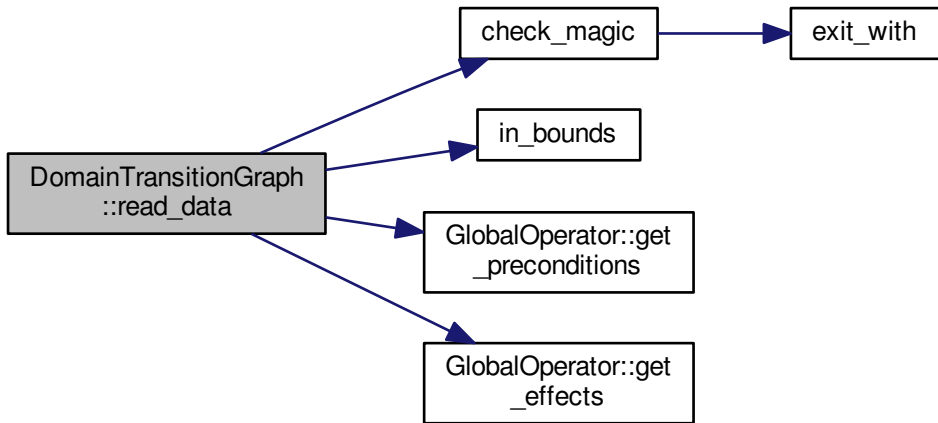 check_magic
exit_with
in_bounds
DomainTransitionGraph
::read_data
GlobalOperator::get
_preconditions
GlobalOperator::get
_effects